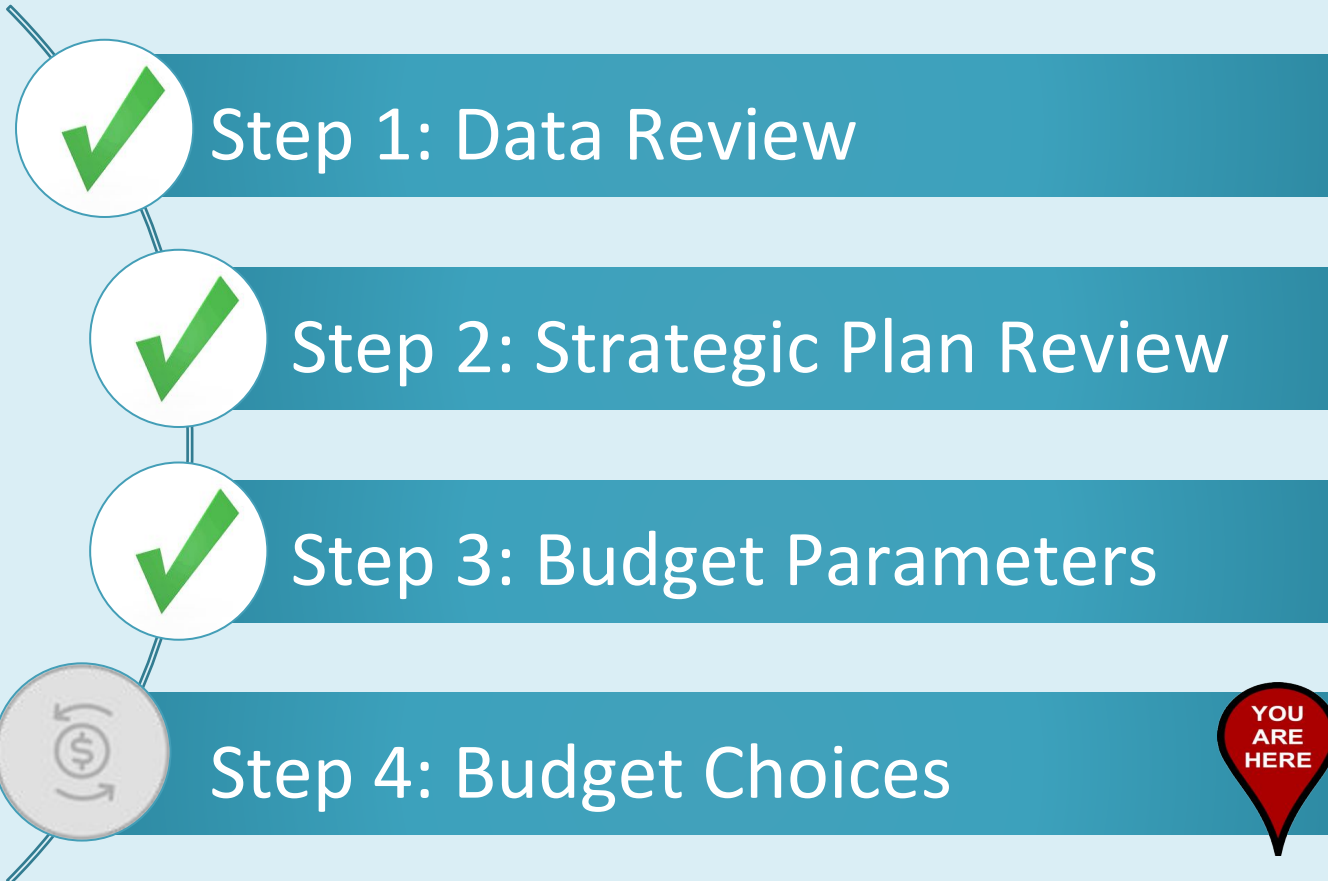 Step 1: Data Review
Step 2: Strategic Plan Review
Step 3: Budget Parameters
Step 4: Budget Choices
YOU
ARE
HERE
$